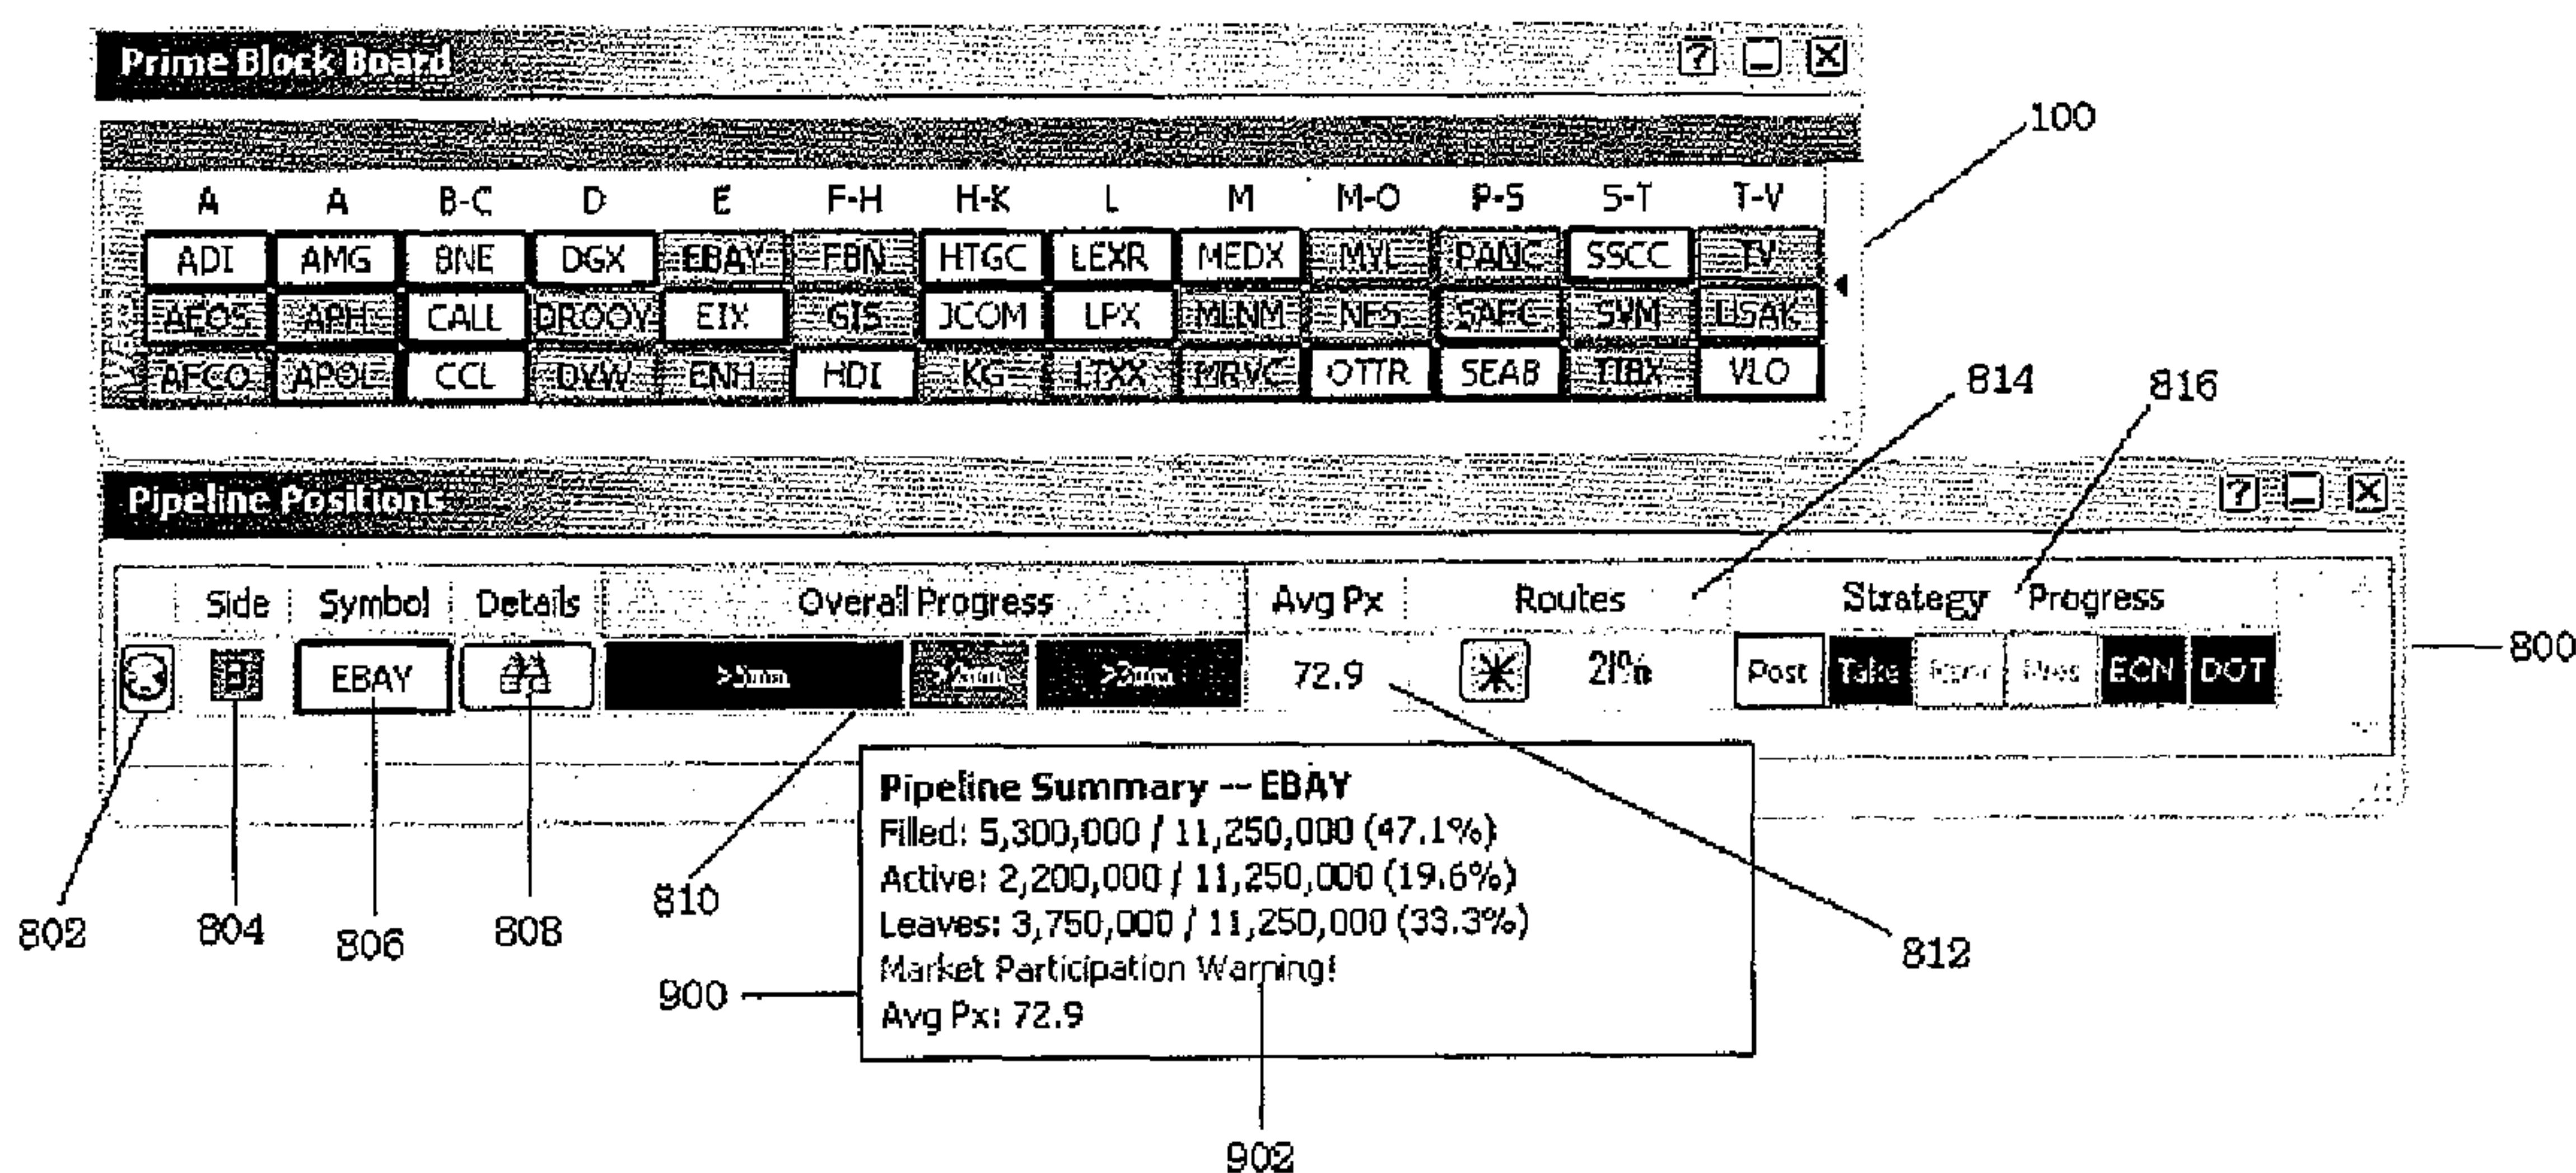 Prime Block Board ?
100
A A B-C D E F-H H-K L M M-O P-S S-T T-V
ADI AMG BNE DGX EBAY FBN HTGC LEXR MEDX MYL PANC SSCC TV
AEOS APH CALL DROOY EIX GIS JCOM LPX MLNM NFS SAFC SVM USAK
AFCO APOL CCL DVW ENH HDI KG LTXX MRVC OTTR SEAB TIBX VLO
814 816
Pipeline Positions ?
Side Symbol Details Overall Progress Avg Px Routes Strategy Progress
EBAY >5mm >2mm >3mm 72.9 21% Post Take ECN DOT
800
Pipeline Summary -- EBAY
Filled: 5,300,000 / 11,250,000 (47.1%)
Active: 2,200,000 / 11,250,000 (19.6%)
Leaves: 3,750,000 / 11,250,000 (33.3%)
Market Participation Warning!
Avg Px: 72.9
802 804 806 808 810 812
900
902